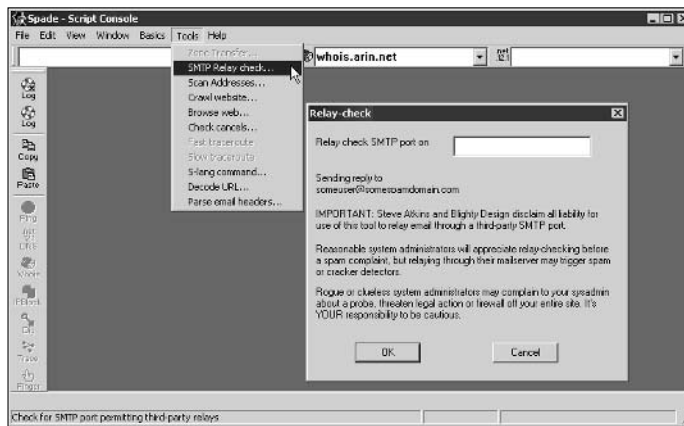 Spade - Script Console
File Edit View Window Basics Tools Help
whois.arin.net
Zone Transfer...
SMTP Relay check...
Scan Addresses...
Crawl website...
Browse web...
Check cancels...
Fast traceroute
Slow traceroute
S-lang command...
Decode URL...
Parse email headers...
Log
Log
Copy
Paste
Ping
DNS
Whois
IPBlock
Dig
Trace
Finger
Relay-check
Relay check SMTP port on
Sending reply to
someuser@somespamdomain.com
IMPORTANT: Steve Atkins and Blighty Design disclaim all liability for
use of this tool to relay email through a third-party SMTP port.
Reasonable system administrators will appreciate relay-checking before
a spam complaint, but relaying through their mailserver may trigger spam
or cracker detectors.
Rogue or clueless system administrators may complain to your sysadmin
about a probe, threaten legal action or firewall off your entire site. It's
YOUR responsibility to be cautious.
OK Cancel
Check for SMTP port permitting third-party relays